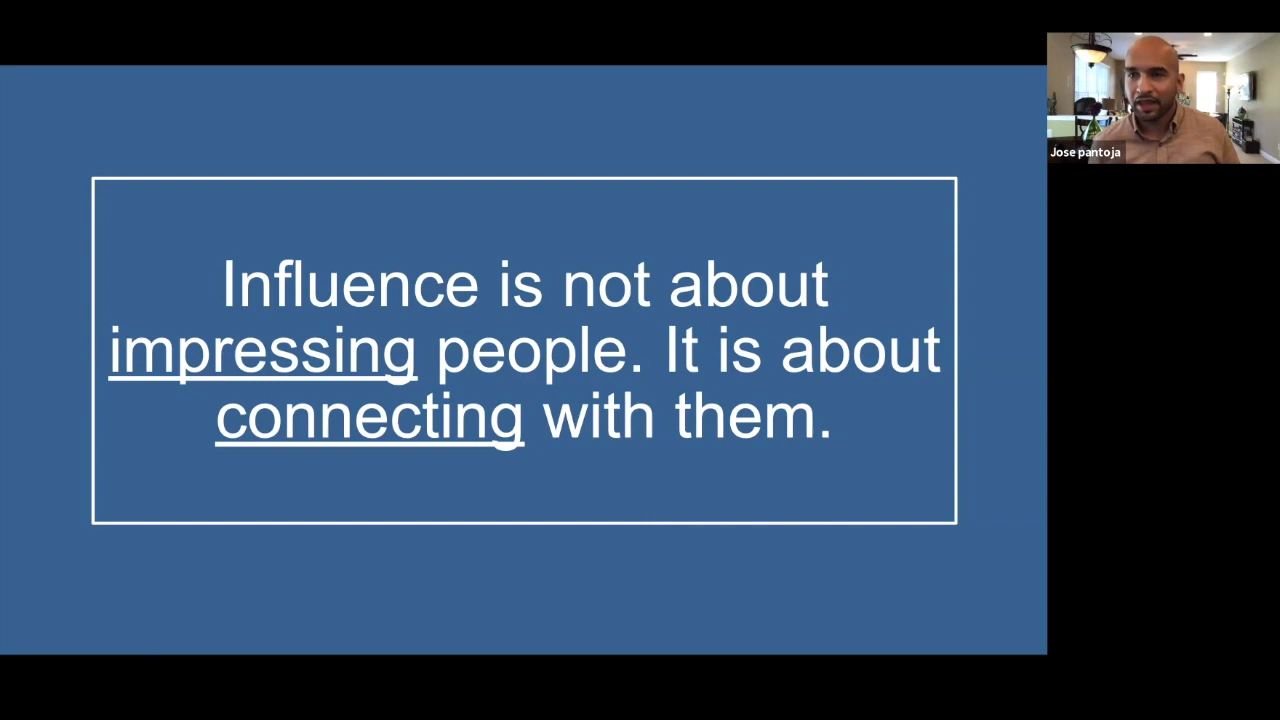 Influence is not about
impressing people. It is about
connecting with them.
Jose pantoja